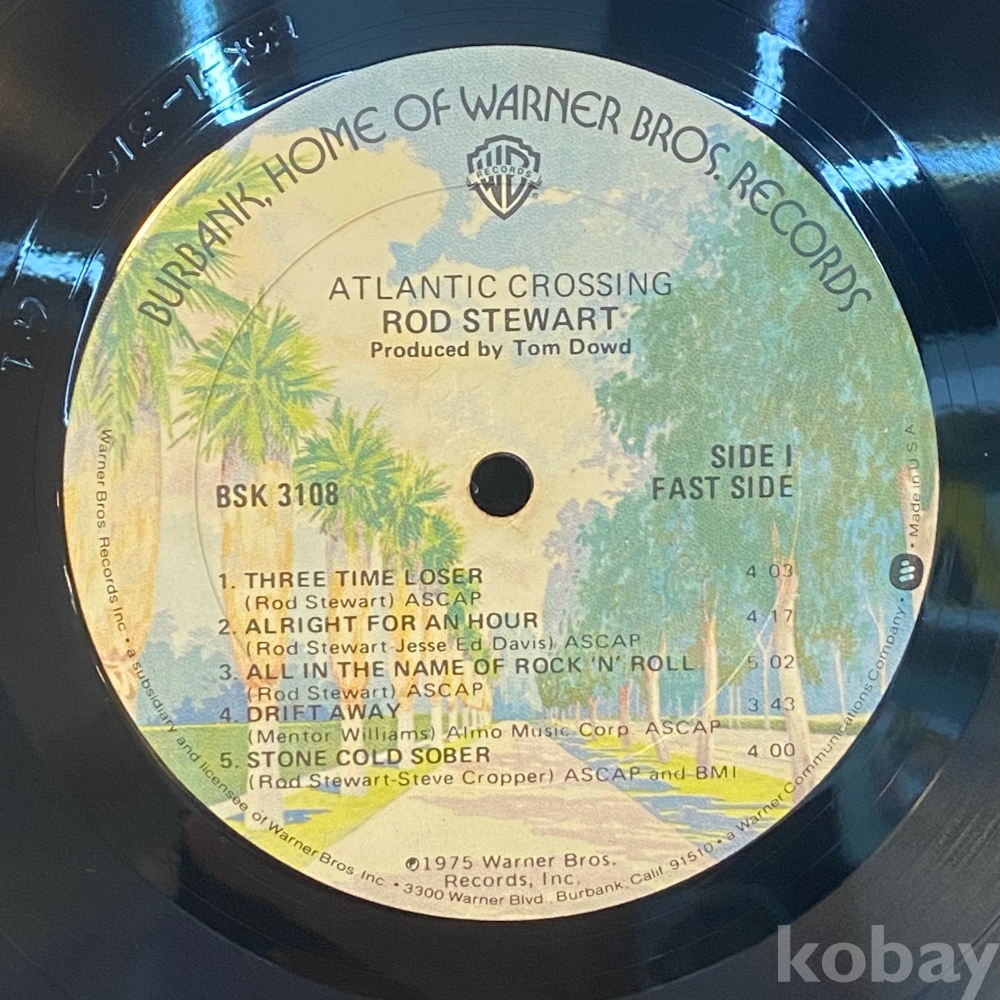 BURBANK, HOME OF WARNER BROS. RECORDS
WB
RECORDS
ATLANTIC CROSSING
ROD STEWART
Produced by Tom Dowd
BSK 3108
SIDE 1
FAST SIDE
1. THREE TIME LOSER 4 03
(Rod Stewart) ASCAP
2. ALRIGHT FOR AN HOUR 4 17
(Rod Stewart-Jesse Ed Davis) ASCAP
3. ALL IN THE NAME OF ROCK 'N' ROLL 5 02
(Rod Stewart) ASCAP
4. DRIFT AWAY 3 43
(Mentor Williams) Almo Music Corp ASCAP
5. STONE COLD SOBER 4 00
(Rod Stewart-Steve Cropper) ASCAP and BMI
℗1975 Warner Bros.
Records, Inc.
Warner Bros. Records Inc • a subsidiary and licensee of Warner Bros. Inc • 3300 Warner Blvd., Burbank, Calif. 91510 • a Warner Communications Company • Made in U.S.A.
kobay